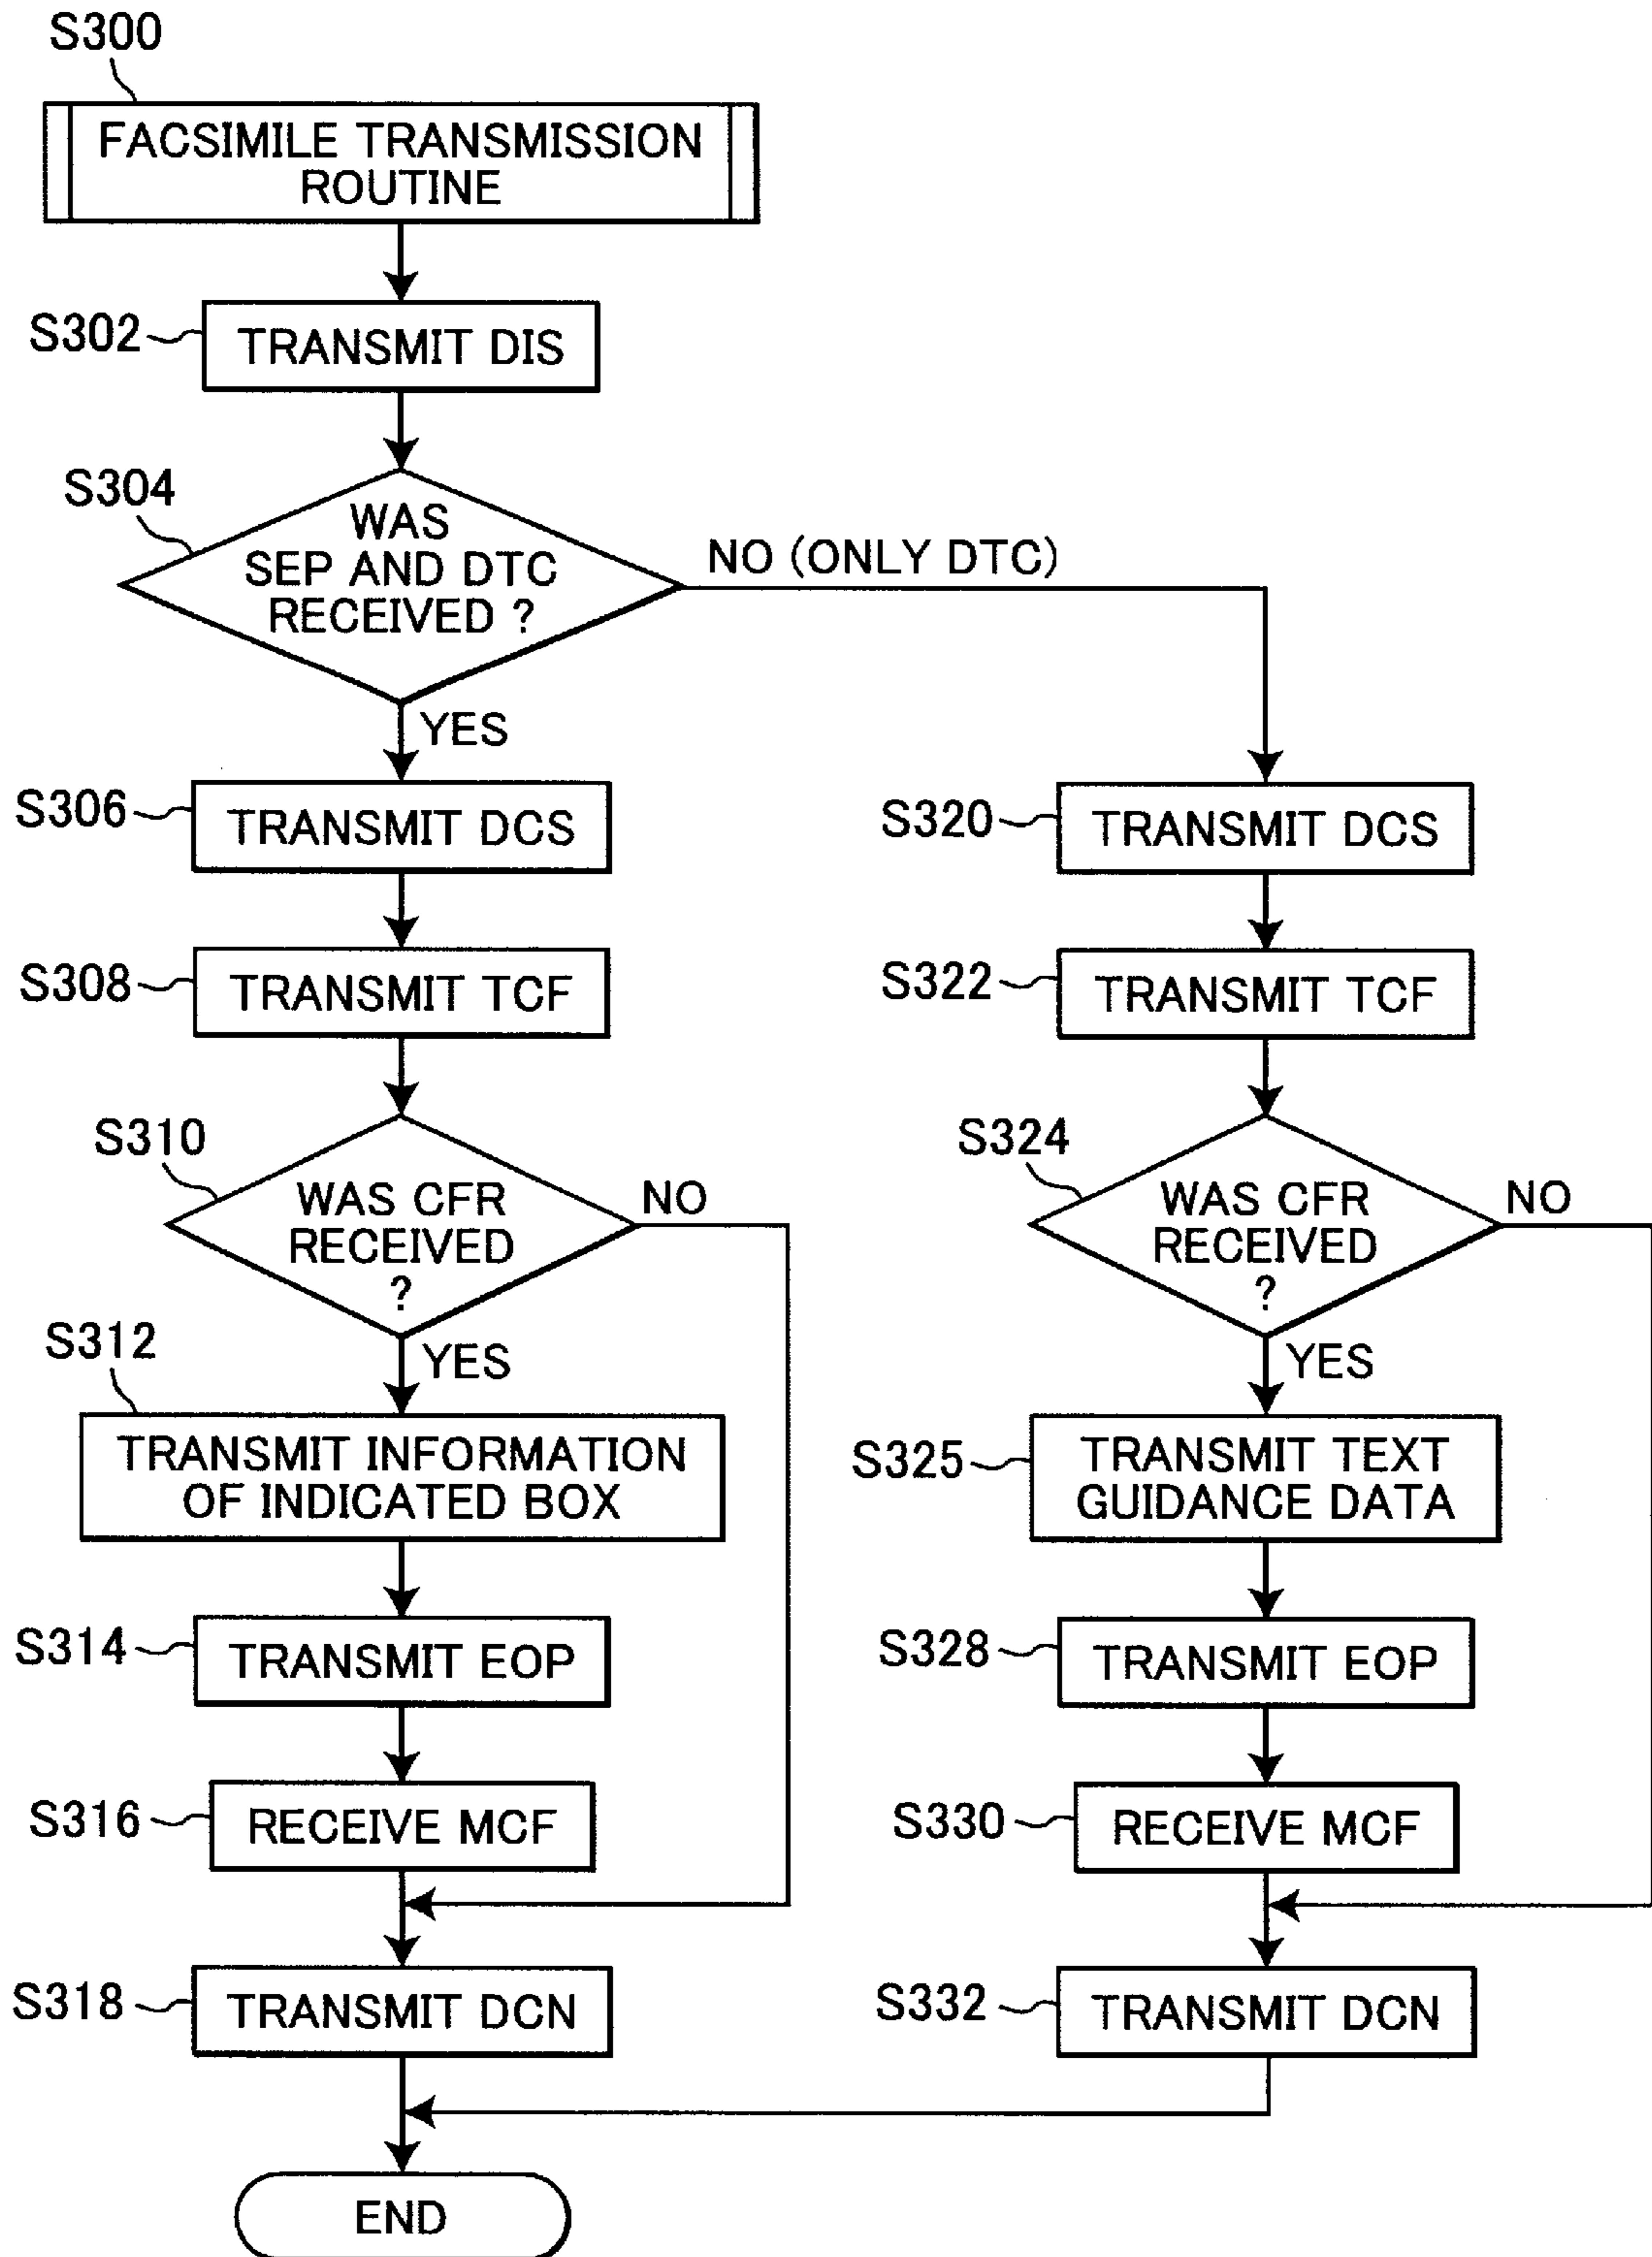 S300
FACSIMILE TRANSMISSION
ROUTINE
S302
TRANSMIT DIS
S304
WAS
SEP AND DTC
RECEIVED ?
NO (ONLY DTC)
YES
S306
TRANSMIT DCS
S308
TRANSMIT TCF
S310
WAS CFR
RECEIVED
?
NO
YES
S312
TRANSMIT INFORMATION
OF INDICATED BOX
S314
TRANSMIT EOP
S316
RECEIVE MCF
S318
TRANSMIT DCN
S320
TRANSMIT DCS
S322
TRANSMIT TCF
S324
WAS CFR
RECEIVED
?
NO
YES
S325
TRANSMIT TEXT
GUIDANCE DATA
S328
TRANSMIT EOP
S330
RECEIVE MCF
S332
TRANSMIT DCN
END